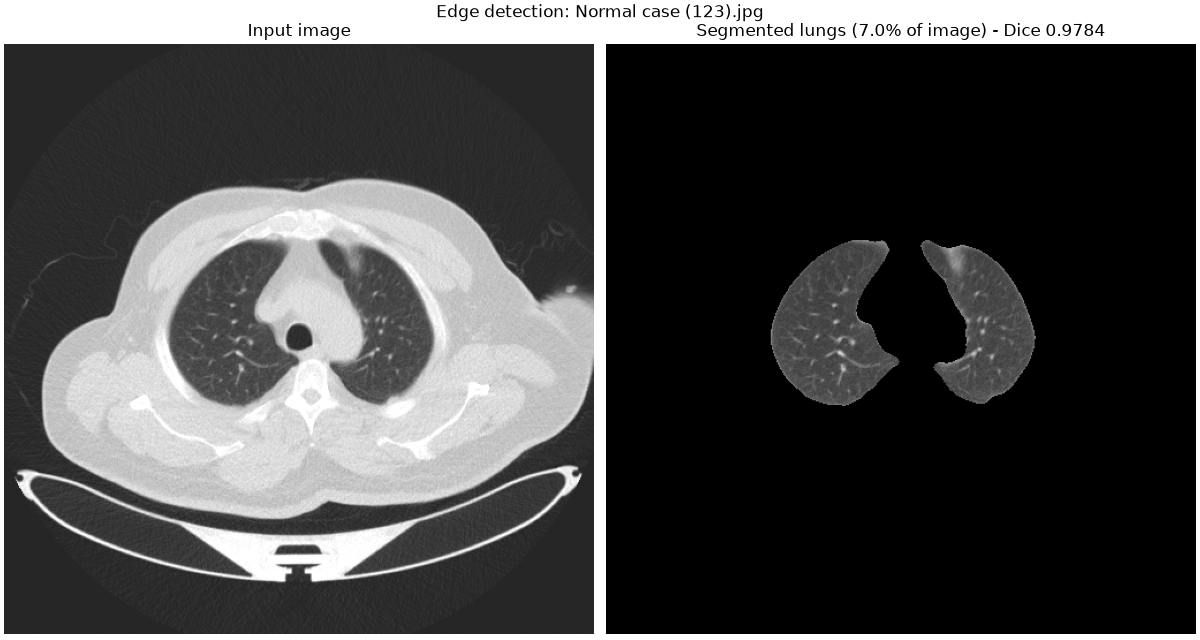 Edge detection: Normal case (123).jpg
Input image
Segmented lungs (7.0% of image) - Dice 0.9784